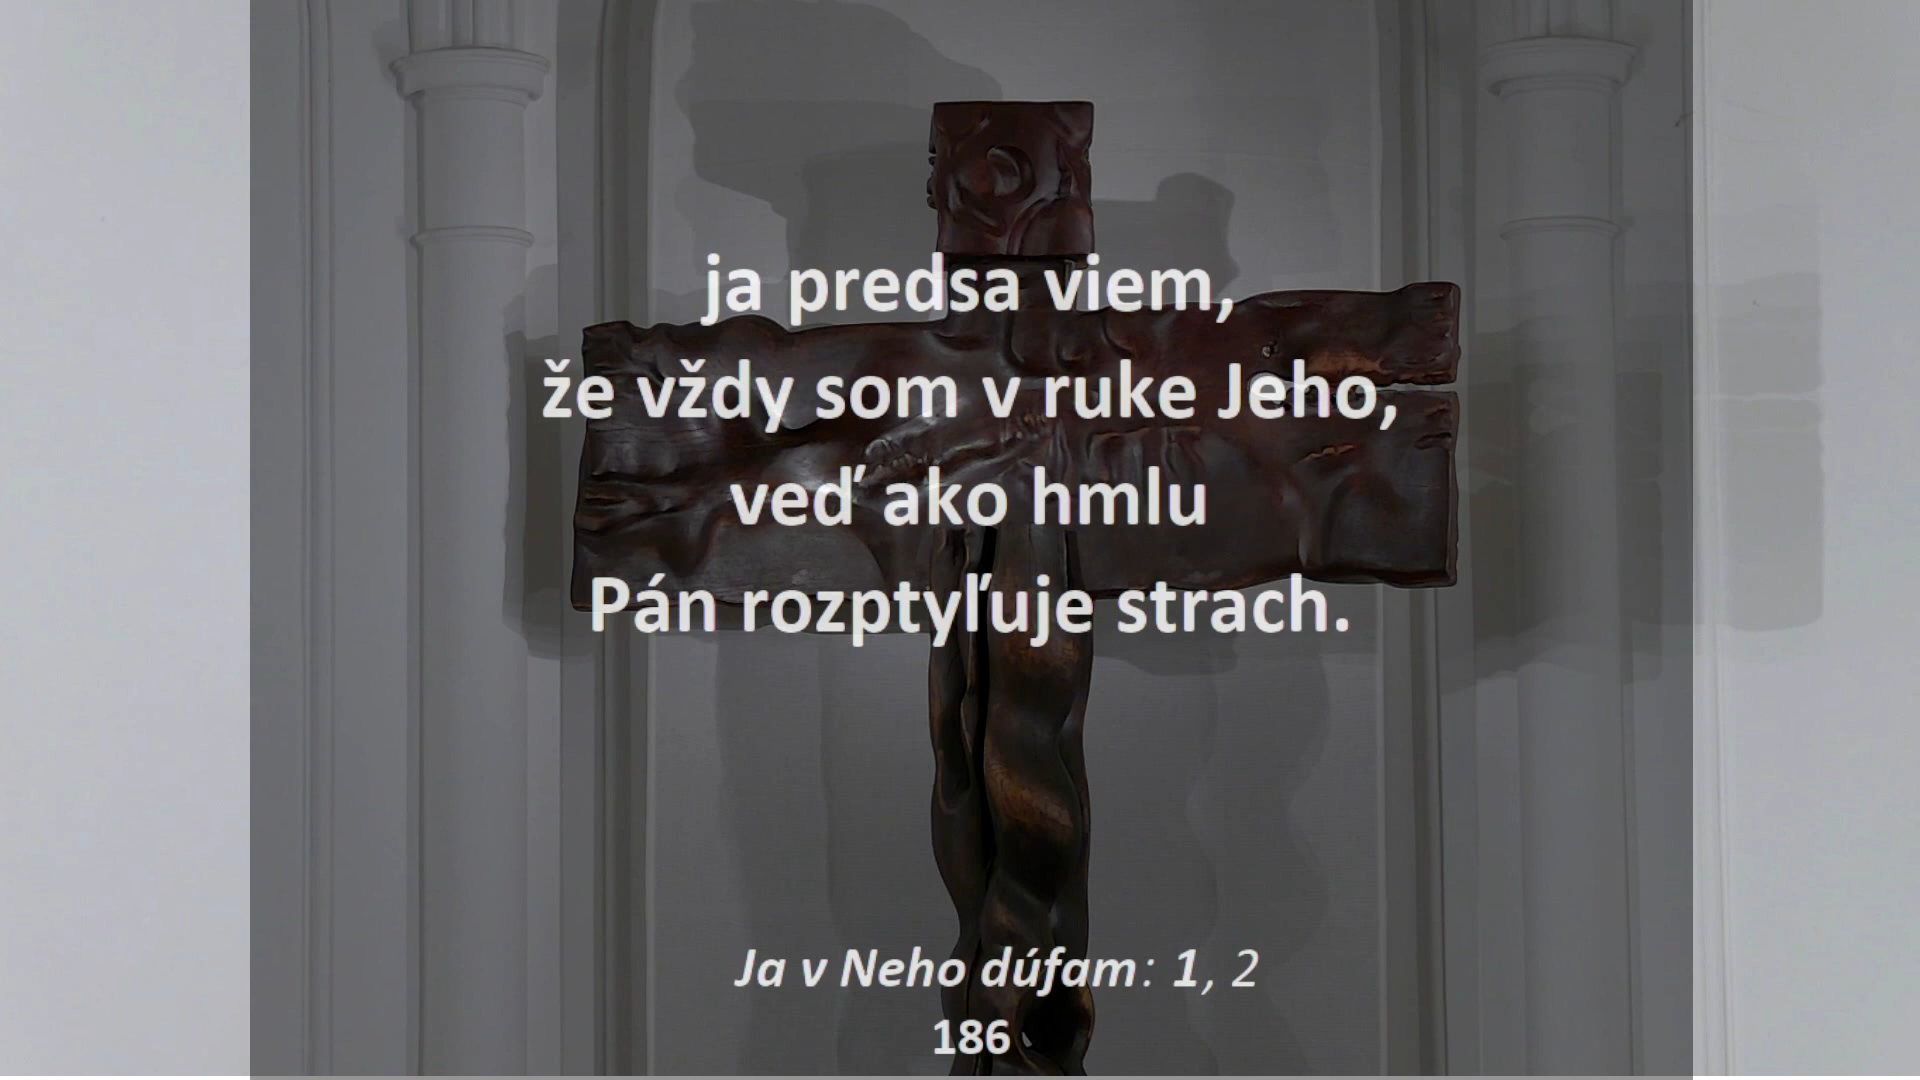 ja predsa viem,
že vždy som v ruke Jeho,
veď ako hmlu
Pán rozptyľuje strach.
Ja v Neho dúfam: 1, 2
186